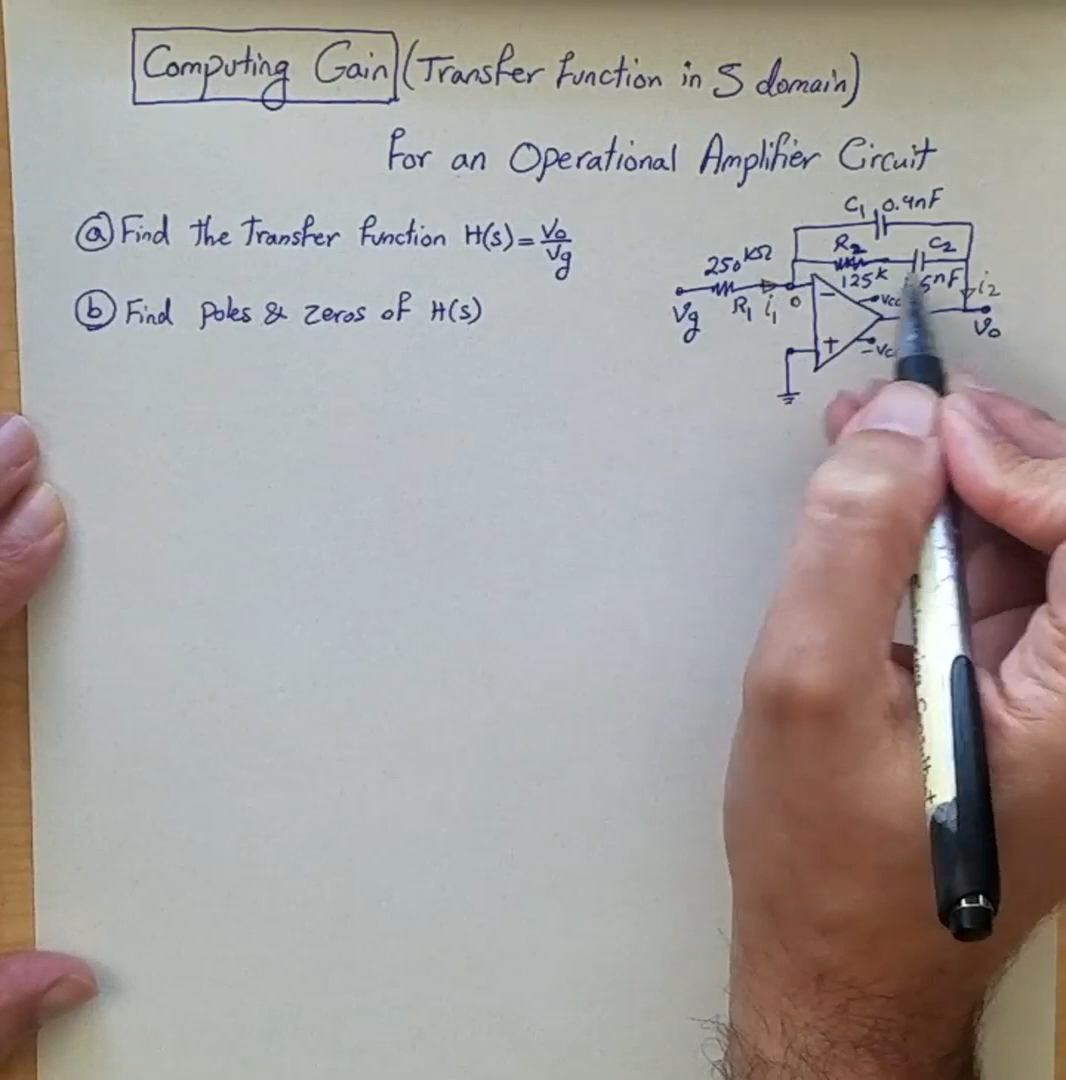 Computing Gain (Transfer function in S domain)
For an Operational Amplifier Circuit
ⓐ Find the Transfer function H(s)=Vo/Vg
ⓑ Find Poles & Zeros of H(s)
C1 0.4nF
R2 C2
250KΩ 125K 5nF i2
Vg R1 i1 0 − Vcc Vo
+ −Vc